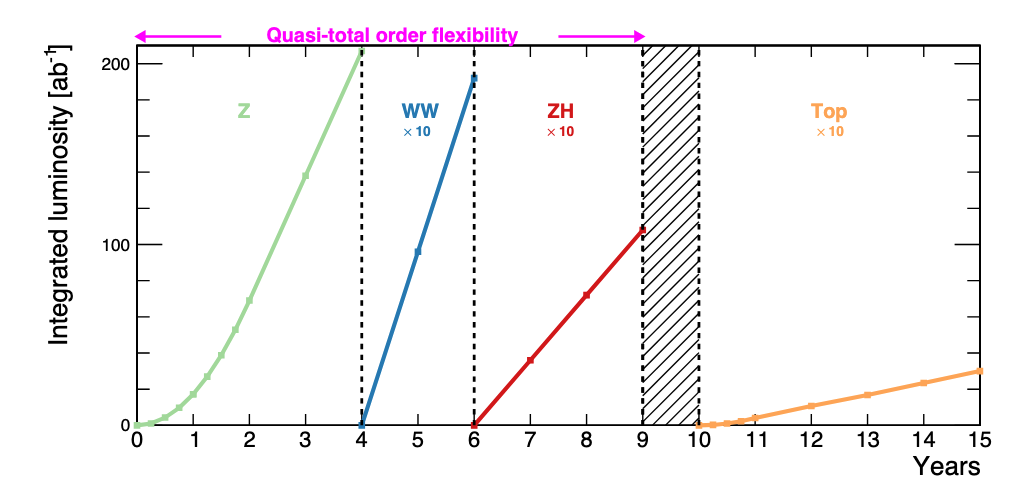 Quasi-total order flexibility
Integrated luminosity [ab⁻¹]
200
100
0
Z
WW
× 10
ZH
× 10
Top
× 10
0 1 2 3 4 5 6 7 8 9 10 11 12 13 14 15
Years